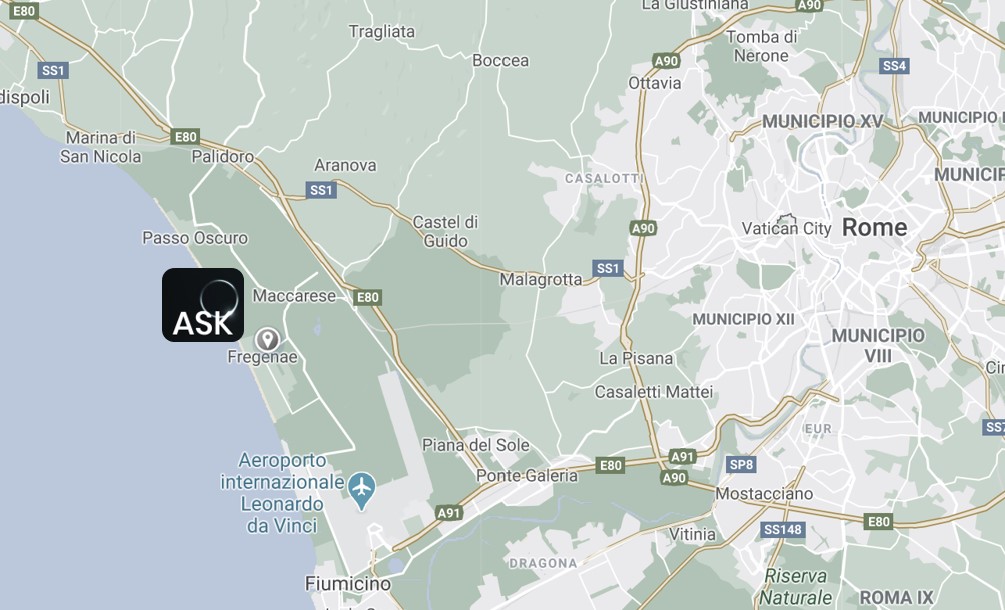 E80
La Giustiniana
A90
Tragliata
Tomba di
Nerone
Boccea
A90
SS4
SS1
Ottavia
dispoli
MUNICIPIO XV
MUNICIPIO
Marina di
San Nicola
E80
Palidoro
Aranova
CASALOTTI
MUNICIP
SS1
Castel di
Guido
A90
Vatican City
Rome
Passo Oscuro
SS1
Malagrotta
ASK
Maccarese
E80
MUNICIPIO XII
MUNICIPIO
VIII
Fregenae
La Pisana
Casaletti Mattei
Cir
EUR
SS7
Piana del Sole
Aeroporto
internazionale
Leonardo
da Vinci
E80
A91
SP8
Ponte Galeria
A90
Mostacciano
A91
E80
SS148
Vitinia
DRAGONA
Fiumicino
Riserva
Naturale
ROMA IX